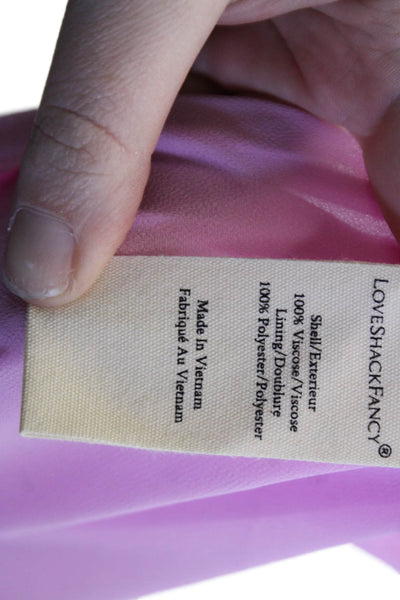 LOVESHACKFANCY®
Shell/Exterieur
100% Viscose/Viscose
Lining/Doublure
100% Polyester/Polyester
Made In Vietnam
Fabriqué Au Vietnam